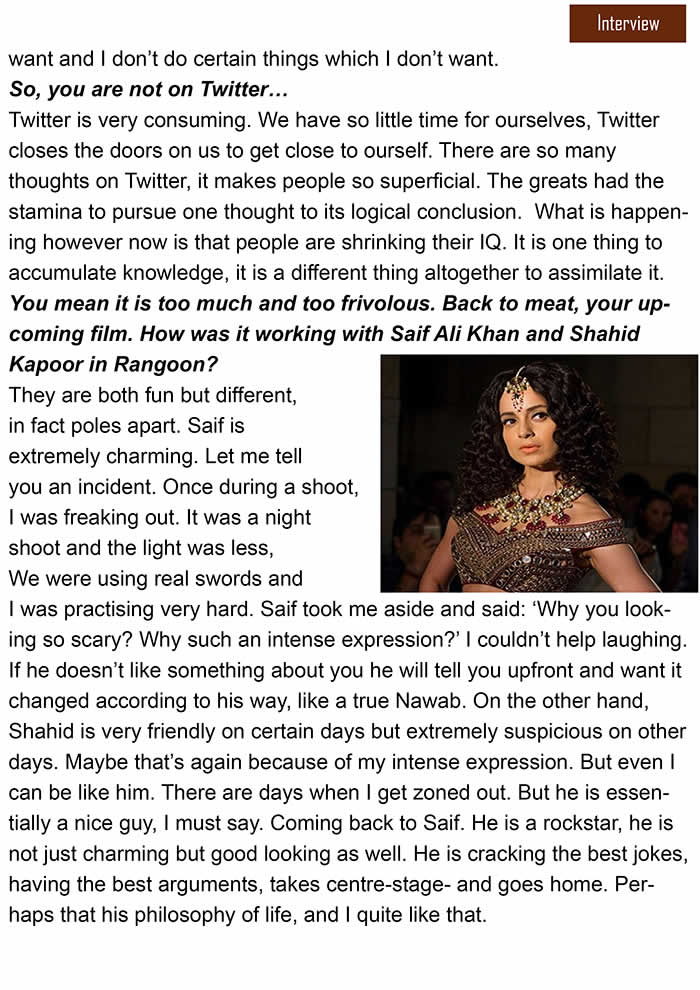 Interview
want and I don’t do certain things which I don’t want.
So, you are not on Twitter…
Twitter is very consuming. We have so little time for ourselves, Twitter
closes the doors on us to get close to ourself. There are so many
thoughts on Twitter, it makes people so superficial. The greats had the
stamina to pursue one thought to its logical conclusion.  What is happen-
ing however now is that people are shrinking their IQ. It is one thing to
accumulate knowledge, it is a different thing altogether to assimilate it.
You mean it is too much and too frivolous. Back to meat, your up-
coming film. How was it working with Saif Ali Khan and Shahid
Kapoor in Rangoon?
They are both fun but different,
in fact poles apart. Saif is
extremely charming. Let me tell
you an incident. Once during a shoot,
I was freaking out. It was a night
shoot and the light was less,
We were using real swords and
I was practising very hard. Saif took me aside and said: ‘Why you look-
ing so scary? Why such an intense expression?’ I couldn’t help laughing.
If he doesn’t like something about you he will tell you upfront and want it
changed according to his way, like a true Nawab. On the other hand,
Shahid is very friendly on certain days but extremely suspicious on other
days. Maybe that’s again because of my intense expression. But even I
can be like him. There are days when I get zoned out. But he is essen-
tially a nice guy, I must say. Coming back to Saif. He is a rockstar, he is
not just charming but good looking as well. He is cracking the best jokes,
having the best arguments, takes centre-stage- and goes home. Per-
haps that his philosophy of life, and I quite like that.